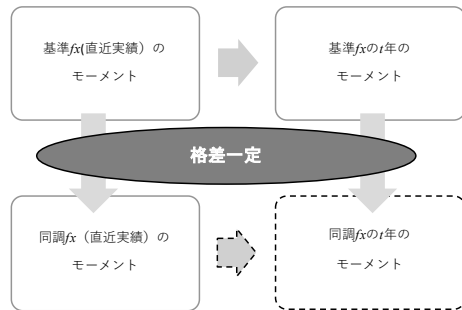 基準fx(直近実績）の
モーメント
基準fxのt年の
モーメント
格差一定
同調fx（直近実績）の
モーメント
同調fxのt年の
モーメント